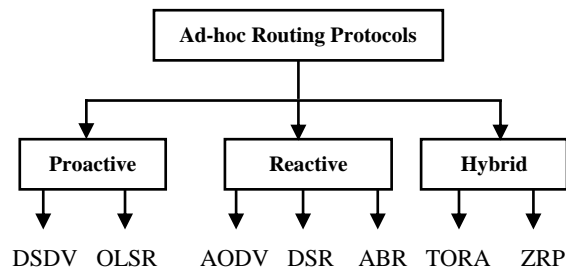 Ad-hoc Routing Protocols
Proactive Reactive Hybrid
DSDV OLSR AODV DSR ABR TORA ZRP